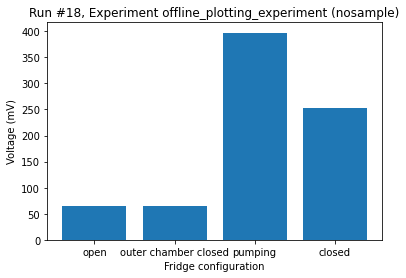 Run #18, Experiment offline_plotting_experiment (nosample)
400
350
300
250
200
150
100
50
0
Voltage (mV)
open outer chamber closed pumping closed
Fridge configuration